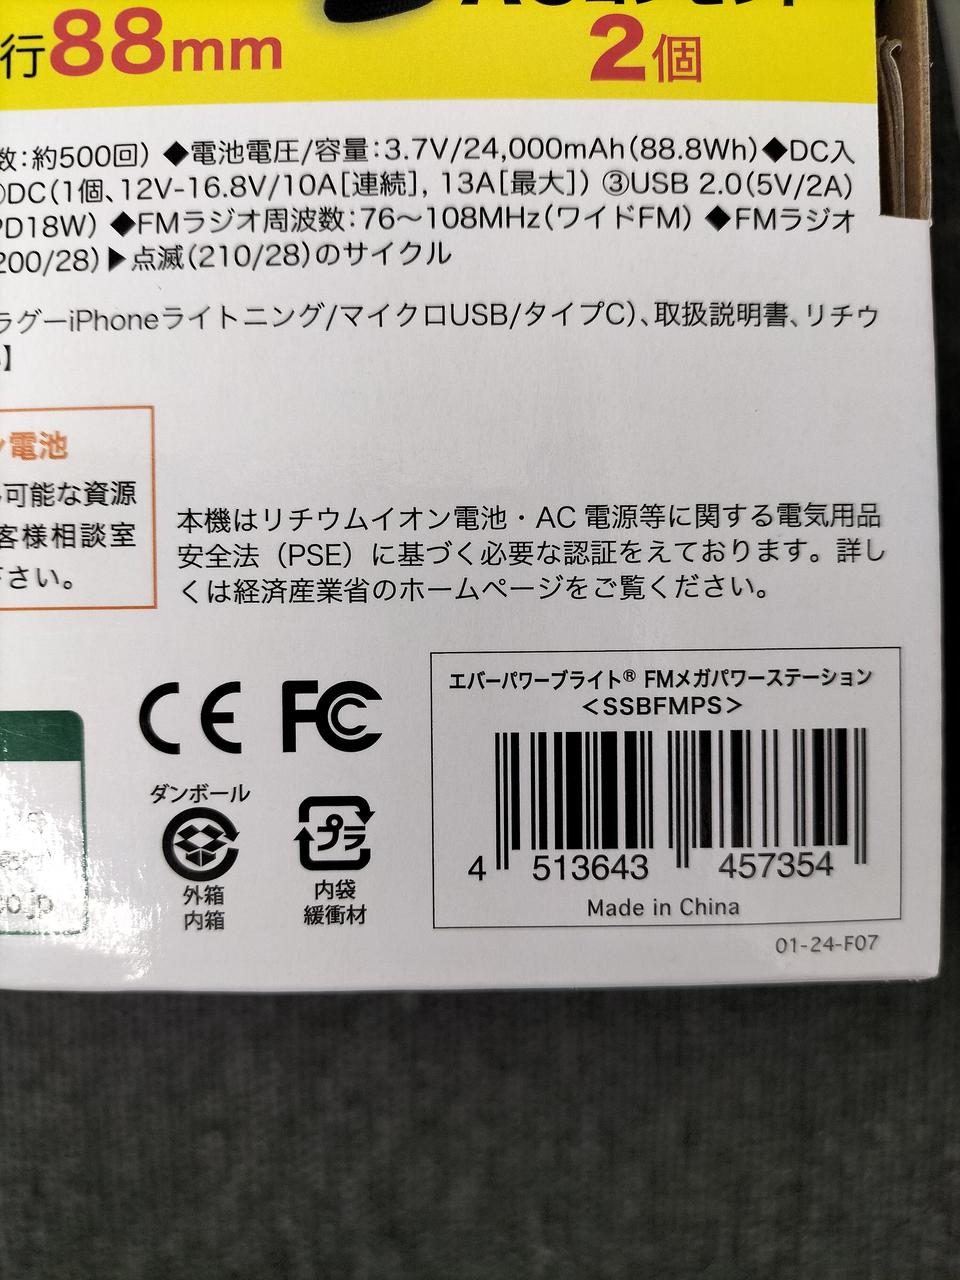 行88mm
2個
数:約500回) ◆電池電圧/容量:3.7V/24,000mAh(88.8Wh)◆DC入
DC(1個、12V-16.8V/10A[連続], 13A[最大]) ③USB 2.0(5V/2A)
PD18W) ◆FMラジオ周波数:76〜108MHz(ワイドFM) ◆FMラジオ
200/28)▶点滅(210/28)のサイクル
ラグーiPhoneライトニング/マイクロUSB/タイプC)、取扱説明書、リチウ
】
電池
可能な資源
客様相談室
ださい。
本機はリチウムイオン電池・AC 電源等に関する電気用品
安全法（PSE）に基づく必要な認証をえております。詳し
くは経済産業省のホームページをご覧ください。
CE FC
ダンボール
外箱
内箱
プラ
内袋
緩衝材
エバーパワーブライト® FMメガパワーステーション
<SSBFMPS>
4 513643 457354
Made in China
01-24-F07
co.jp